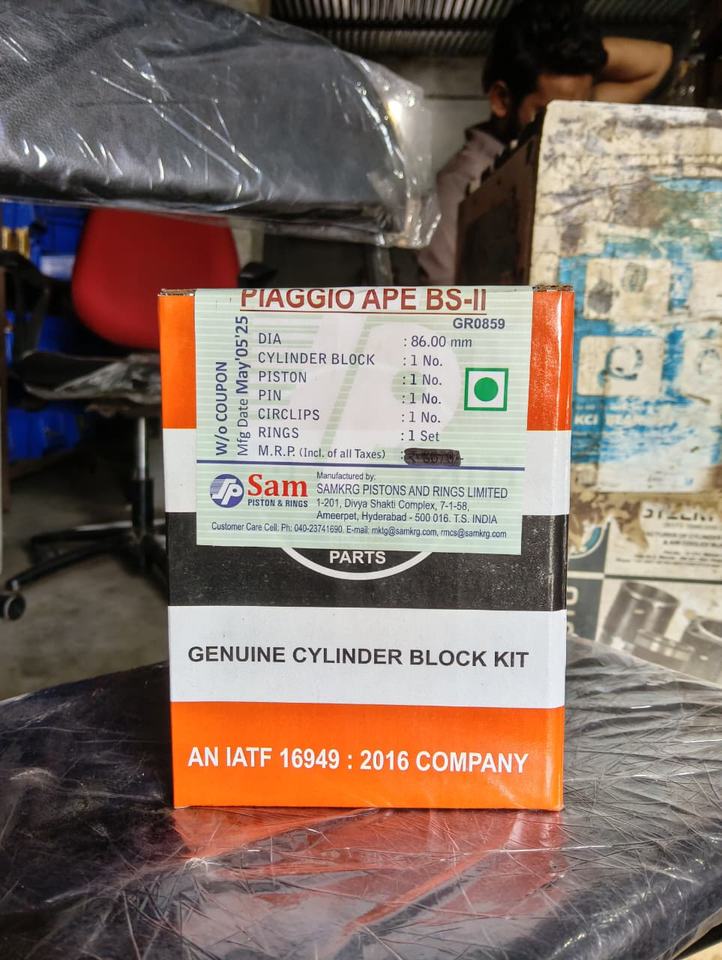 PIAGGIO APE BS-II
GR0859
W/o COUPON
Mfg Date May'05'25
DIA : 86.00 mm
CYLINDER BLOCK : 1 No.
PISTON : 1 No.
PIN : 1 No.
CIRCLIPS : 1 No.
RINGS : 1 Set
M.R.P. (Incl. of all Taxes) :
Sam
PISTON & RINGS
Manufactured by:
SAMKRG PISTONS AND RINGS LIMITED
1-201, Divya Shakti Complex, 7-1-58,
Ameerpet, Hyderabad - 500 016. T.S. INDIA
Customer Care Cell: Ph: 040-23741690. E-mail: mktg@samkrg.com, rmcs@samkrg.com
PARTS
GENUINE CYLINDER BLOCK KIT
AN IATF 16949 : 2016 COMPANY